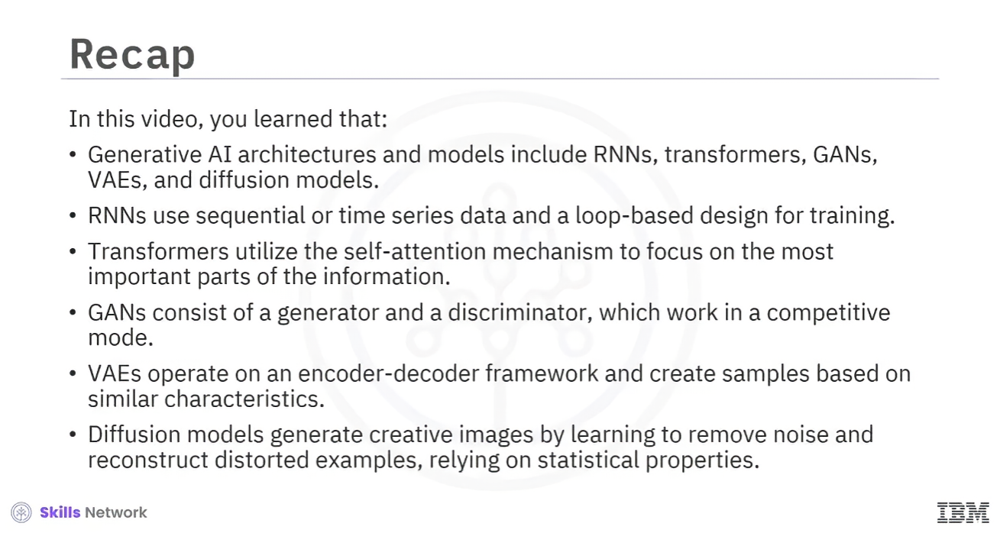 Recap
In this video, you learned that:
• Generative AI architectures and models include RNNs, transformers, GANs,
VAEs, and diffusion models.
• RNNs use sequential or time series data and a loop-based design for training.
• Transformers utilize the self-attention mechanism to focus on the most
important parts of the information.
• GANs consist of a generator and a discriminator, which work in a competitive
mode.
• VAEs operate on an encoder-decoder framework and create samples based on
similar characteristics.
• Diffusion models generate creative images by learning to remove noise and
reconstruct distorted examples, relying on statistical properties.
Skills Network
IBM